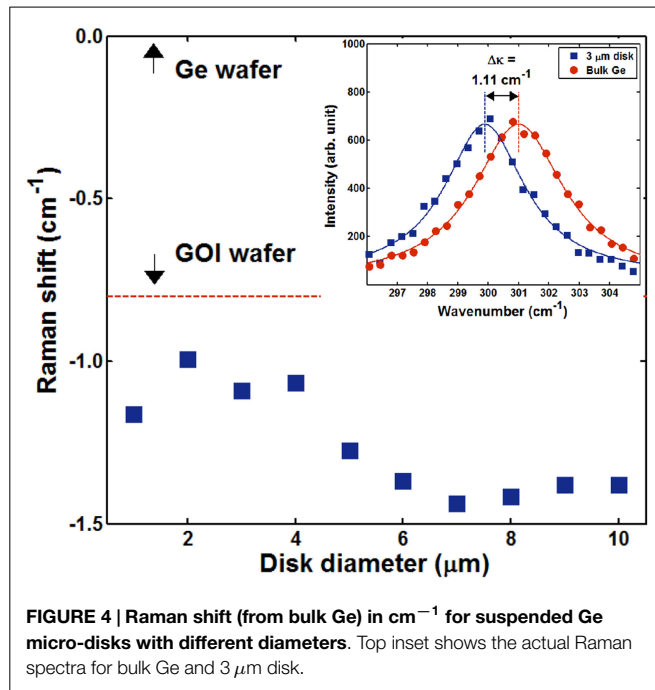 0.0
-0.5
-1.0
-1.5
Raman shift (cm⁻¹)
Ge wafer
GOI wafer
2
4
6
8
10
Disk diameter (μm)
1000
800
600
400
200
Intensity (arb. unit)
Δκ =
1.11 cm⁻¹
3 μm disk
Bulk Ge
297
298
299
300
301
302
303
304
Wavenumber (cm⁻¹)
FIGURE 4 | Raman shift (from bulk Ge) in cm⁻¹ for suspended Ge
micro-disks with different diameters. Top inset shows the actual Raman
spectra for bulk Ge and 3 μm disk.